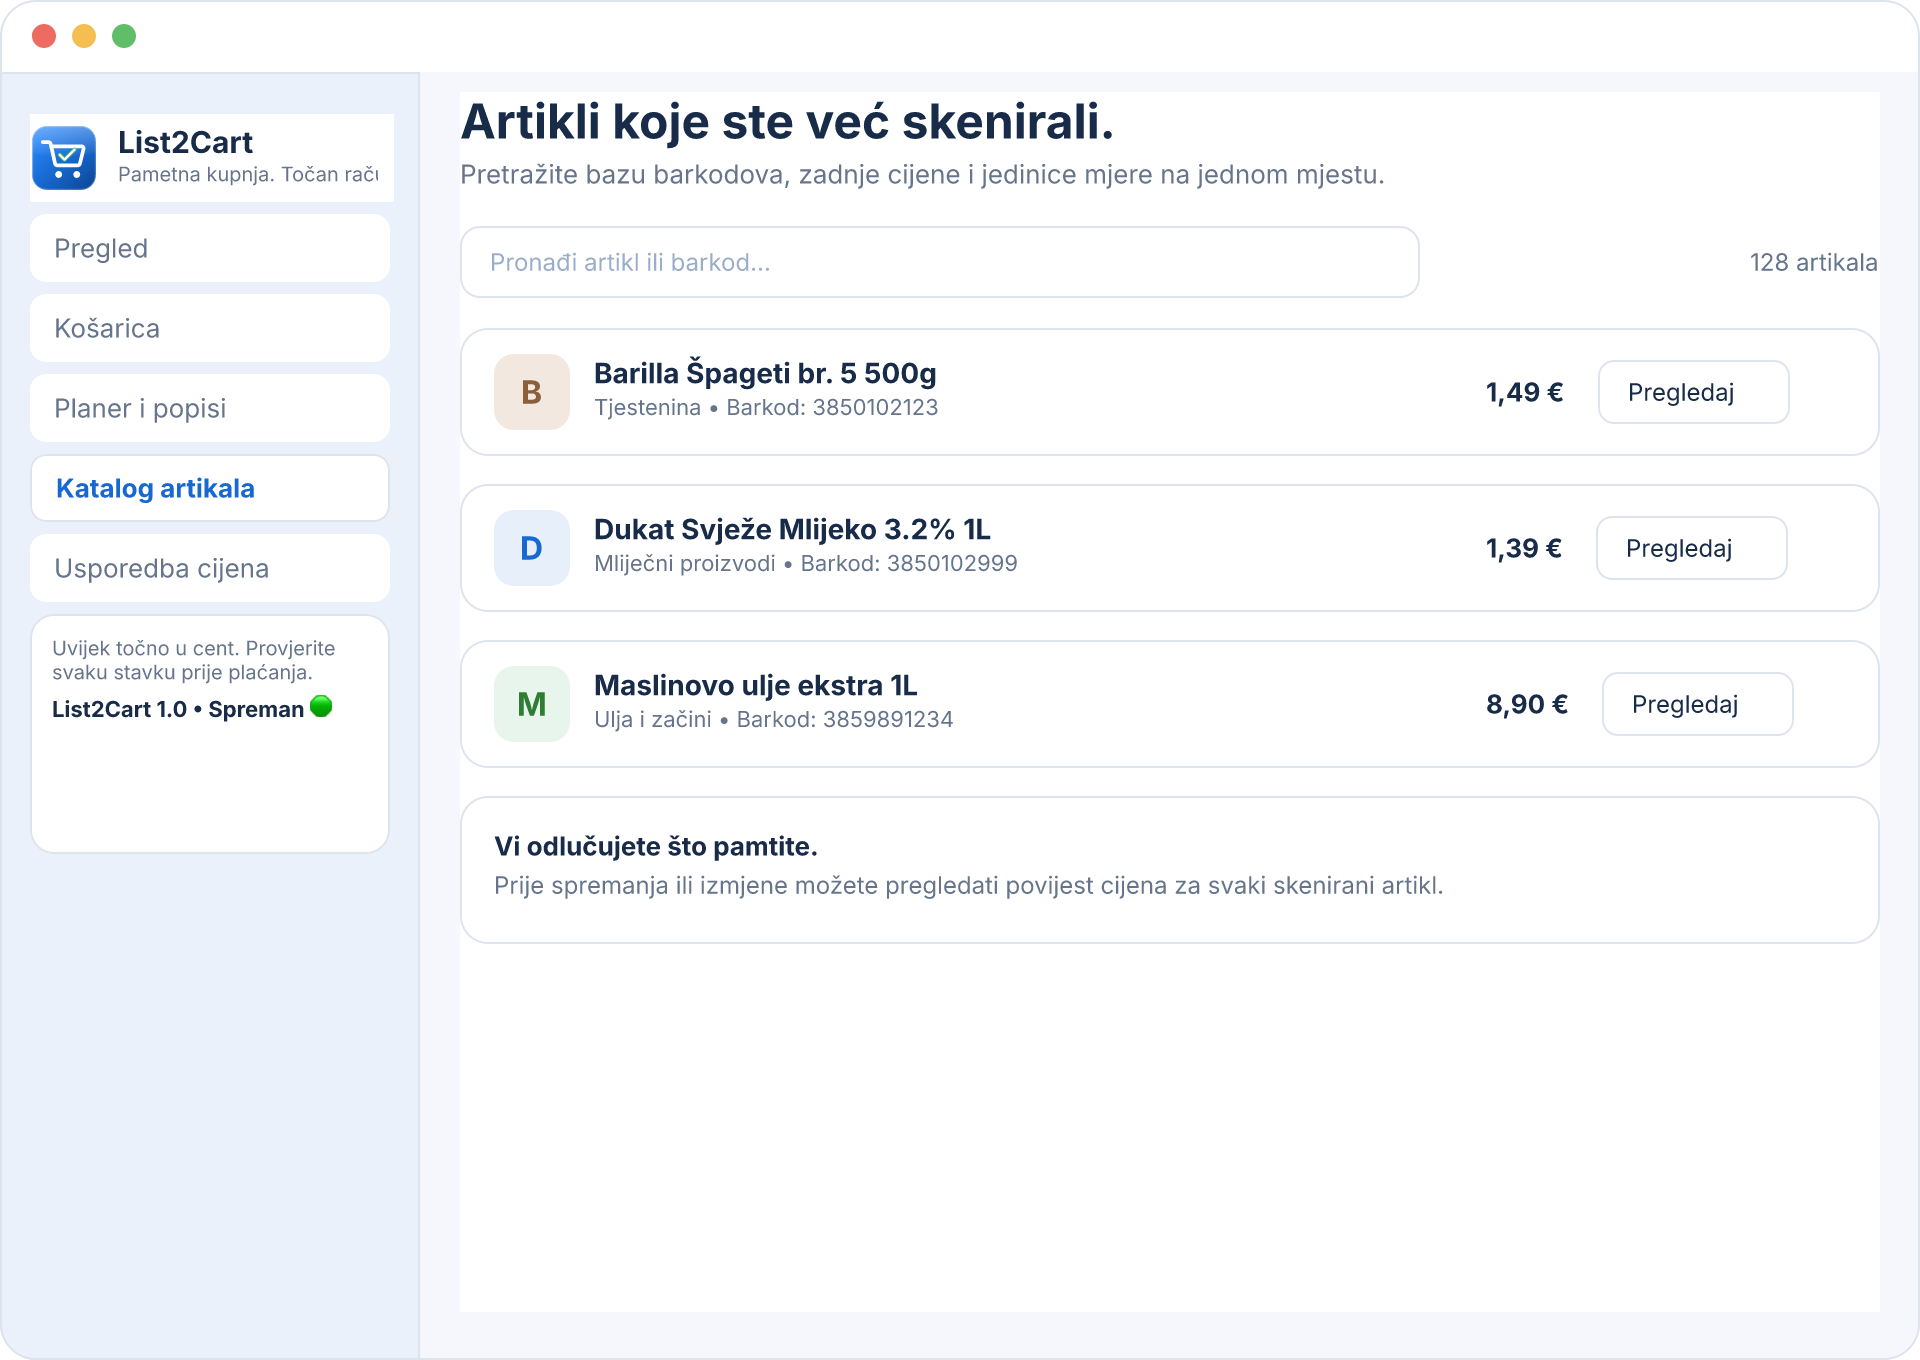 List2Cart
Pametna kupnja. Točan raču
Pregled
Košarica
Planer i popisi
Katalog artikala
Usporedba cijena
Uvijek točno u cent. Provjerite
svaku stavku prije plaćanja.
List2Cart 1.0 • Spreman
Artikli koje ste već skenirali.
Pretražite bazu barkodova, zadnje cijene i jedinice mjere na jednom mjestu.
Pronađi artikl ili barkod...
128 artikala
B
Barilla Špageti br. 5 500g
Tjestenina • Barkod: 3850102123
1,49 €
Pregledaj
D
Dukat Svježe Mlijeko 3.2% 1L
Mliječni proizvodi • Barkod: 3850102999
1,39 €
Pregledaj
M
Maslinovo ulje ekstra 1L
Ulja i začini • Barkod: 3859891234
8,90 €
Pregledaj
Vi odlučujete što pamtite.
Prije spremanja ili izmjene možete pregledati povijest cijena za svaki skenirani artikl.